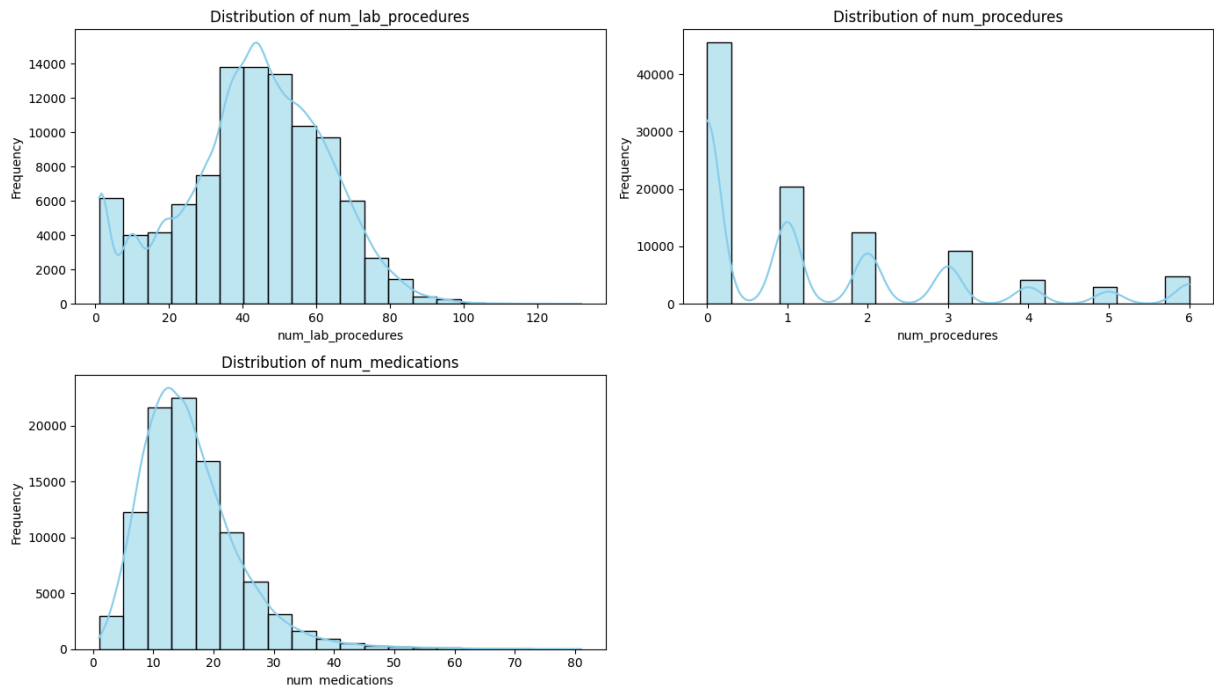 Distribution of num_lab_procedures
Frequency
14000
12000
10000
8000
6000
4000
2000
0
0 20 40 60 80 100 120
num_lab_procedures
Distribution of num_procedures
Frequency
40000
30000
20000
10000
0
0 1 2 3 4 5 6
num_procedures
Distribution of num_medications
Frequency
20000
15000
10000
5000
0
0 10 20 30 40 50 60 70 80
num_medications